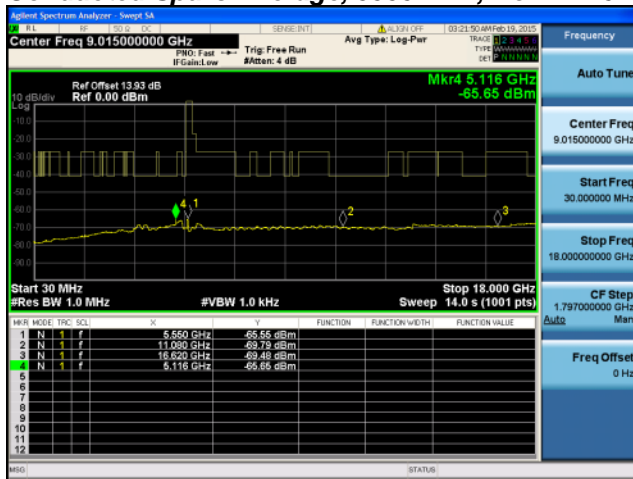 Agilent Spectrum Analyzer - Swept SA
RL RF 50 Ω DC SENSE:INT ALIGN OFF 03:21:50 AM Feb 19, 2015
Center Freq 9.015000000 GHz
PNO: Fast
IFGain:Low
Trig: Free Run
#Atten: 4 dB
Avg Type: Log-Pwr
TRACE 1 2 3 4 5 6
TYPE
DET P N N N N N
Ref Offset 13.93 dB
Ref 0.00 dBm
10 dB/div
Log
Mkr4 5.116 GHz
-65.65 dBm
-10.0
-20.0
-30.0
-40.0
-50.0
-60.0
-70.0
-80.0
-90.0
4 1
2
3
Start 30 MHz
Stop 18.000 GHz
#Res BW 1.0 MHz #VBW 1.0 kHz Sweep 14.0 s (1001 pts)
MKR MODE TRC SCL X Y FUNCTION FUNCTION WIDTH FUNCTION VALUE
1 N 1 f 5.550 GHz -65.55 dBm
2 N 1 f 11.080 GHz -69.79 dBm
3 N 1 f 16.620 GHz -69.48 dBm
4 N 1 f 5.116 GHz -65.65 dBm
5
6
7
8
9
10
11
12
MSG STATUS
Frequency
Auto Tune
Center Freq
9.015000000 GHz
Start Freq
30.000000 MHz
Stop Freq
18.000000000 GHz
CF Step
1.797000000 GHz
Auto Man
Freq Offset
0 Hz